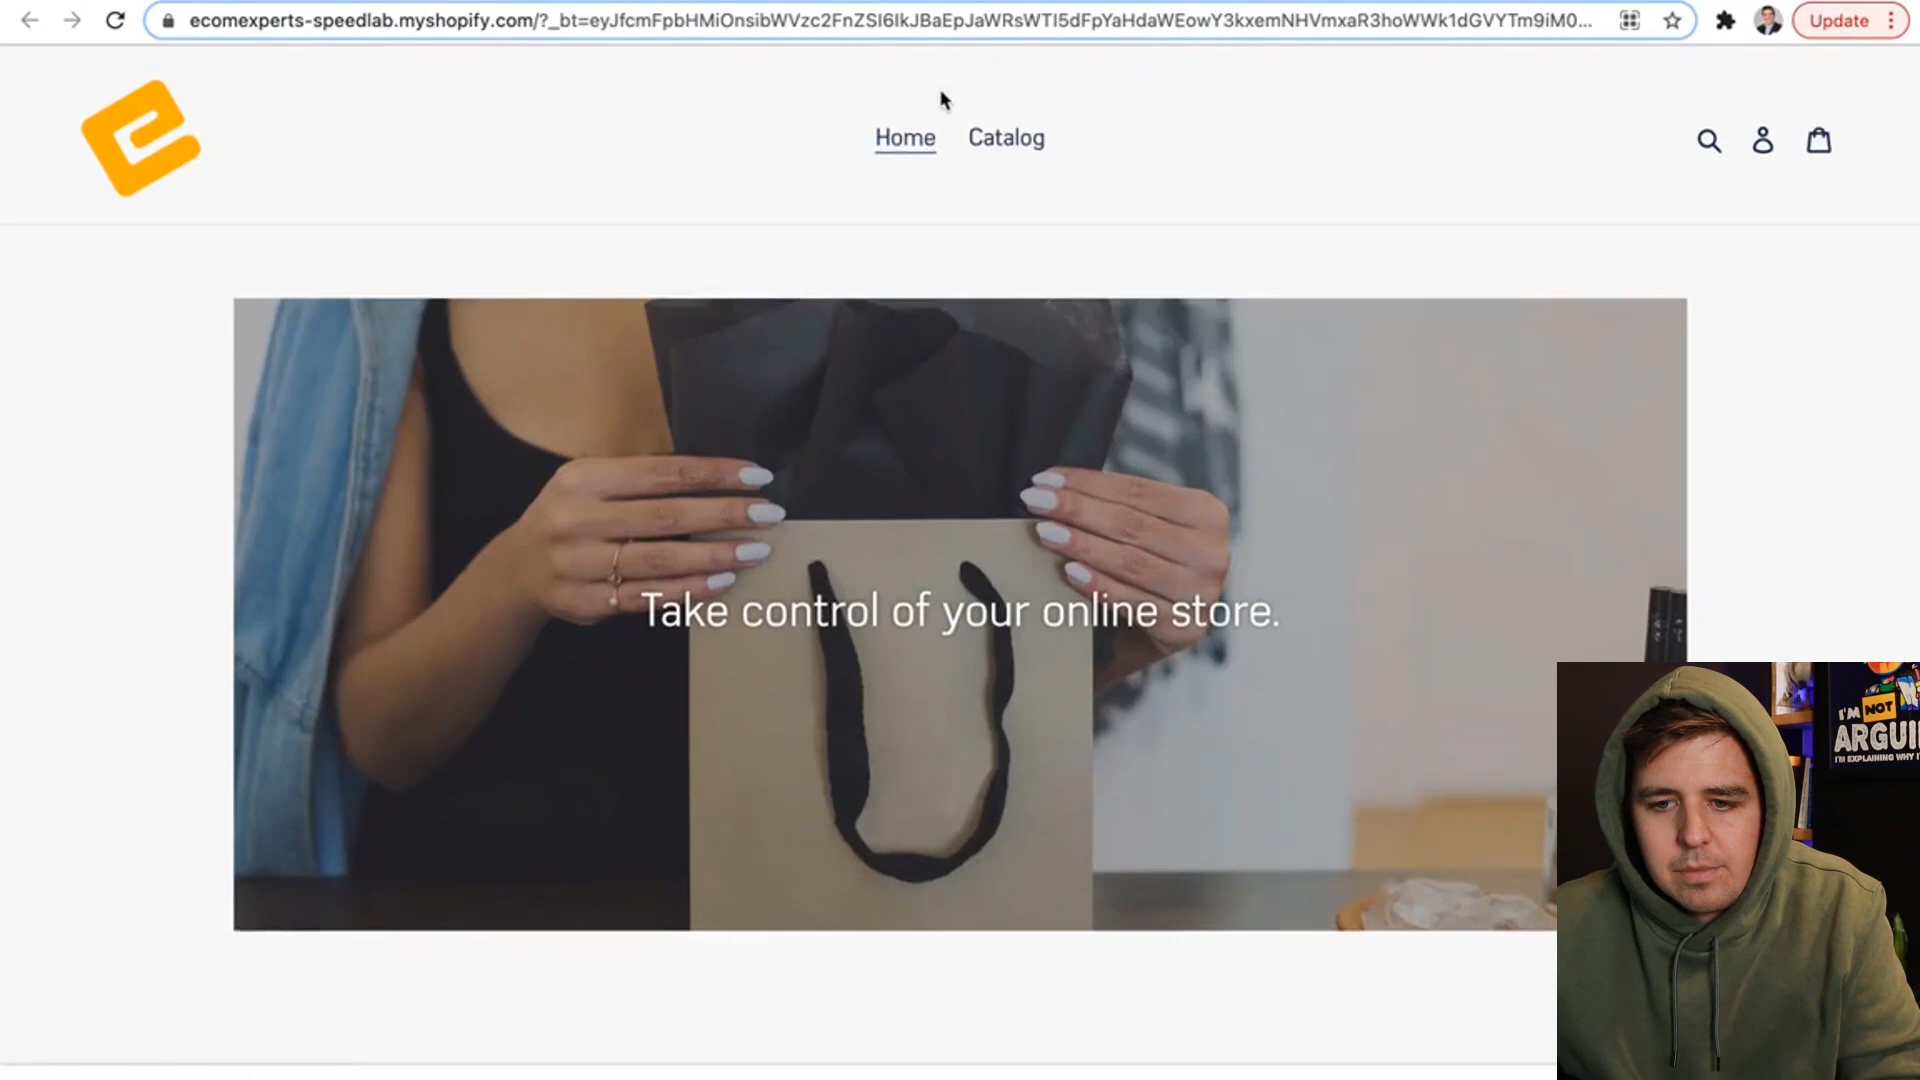 ecomexperts-speedlab.myshopify.com/?_bt=eyJfcmFpbHMiOnsibWVzc2FnZSI6IkJBaEpJaWRsWTI5dFpYaHdaWEowY3kxemNHVmxaR3hoWWk1dGVYTm9iM0...
Update
Home
Catalog
Take control of your online store.
I'M NOT
ARGUI
I'M EXPLAINING WHY I